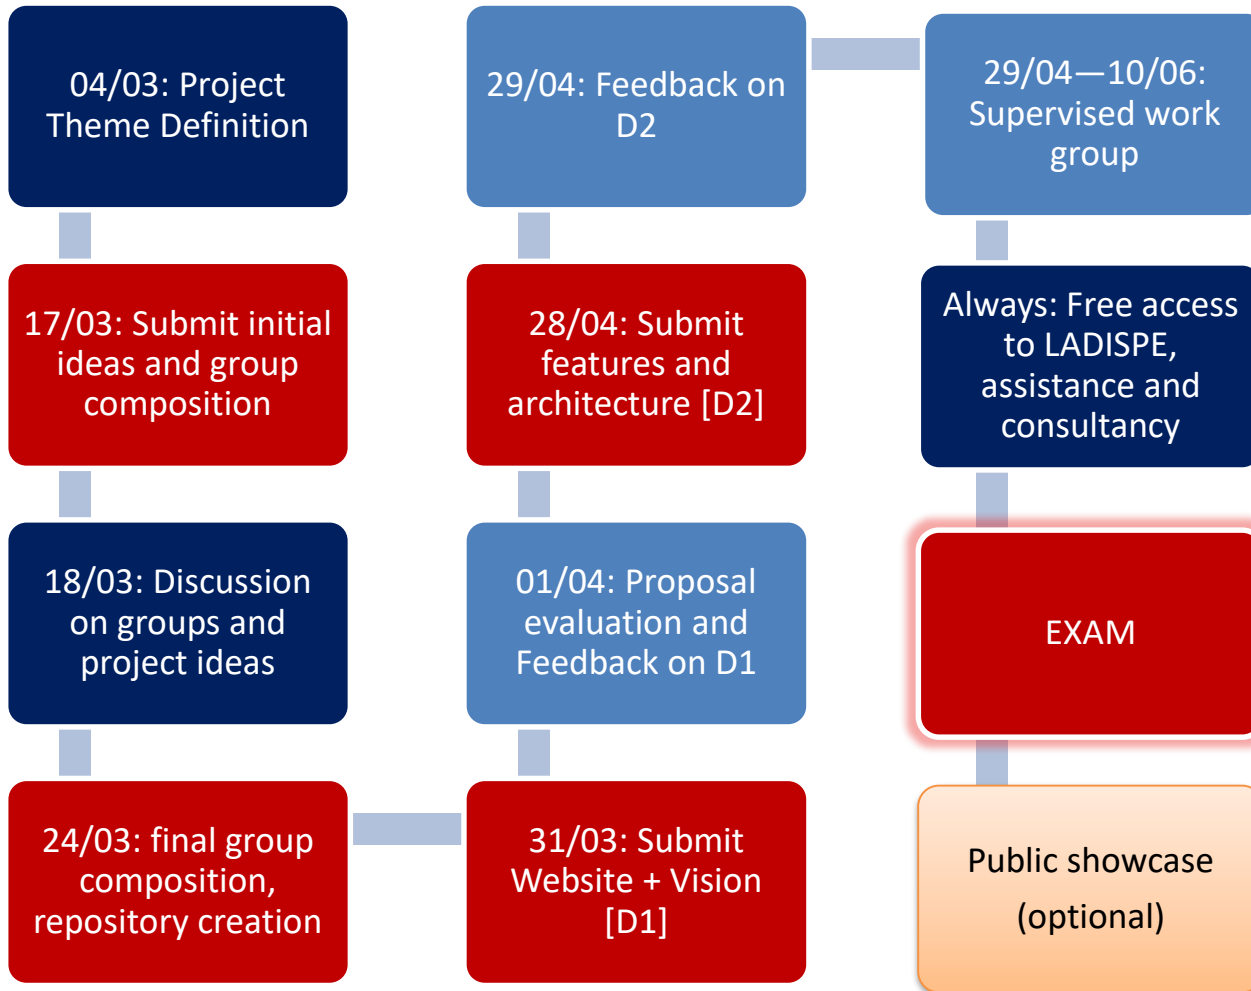 04/03: Project
Theme Definition
17/03: Submit initial
ideas and group
composition
18/03: Discussion
on groups and
project ideas
24/03: final group
composition,
repository creation
31/03: Submit
Website + Vision
[D1]
01/04: Proposal
evaluation and
Feedback on D1
28/04: Submit
features and
architecture [D2]
29/04: Feedback on
D2
29/04—10/06:
Supervised work
group
Always: Free access
to LADISPE,
assistance and
consultancy
EXAM
Public showcase
(optional)